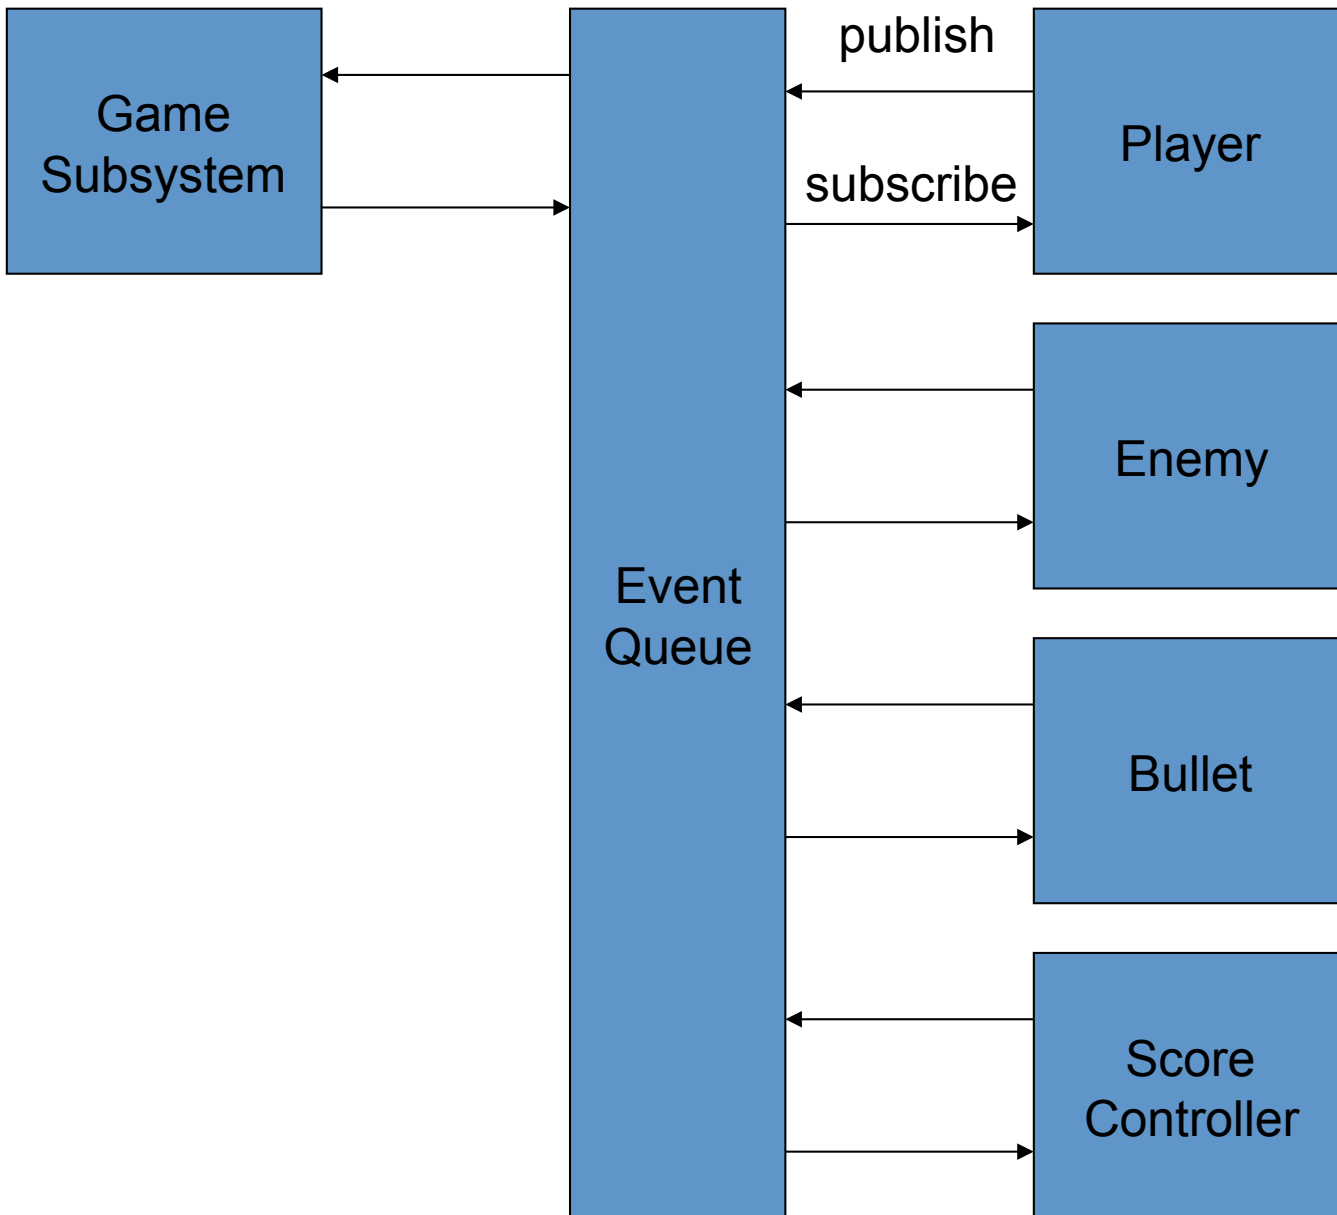 Game
Subsystem
publish
subscribe
Player
Enemy
Event
Queue
Bullet
Score
Controller